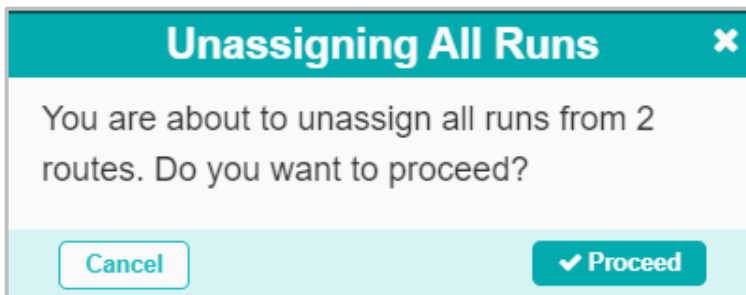 Unassigning All Runs
You are about to unassign all runs from 2
routes. Do you want to proceed?
Cancel
Proceed